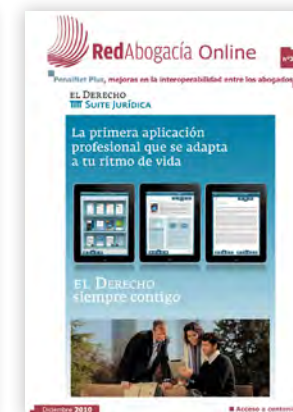 RedAbogacía Online
PenalNet Plus, mejoras en la interoperabilidad entre los abogados
EL DERECHO
SUITE JURÍDICA
La primera aplicación
profesional que se adapta
a tu ritmo de vida
EL DERECHO
siempre contigo
Diciembre 2010
Acceso a conteni